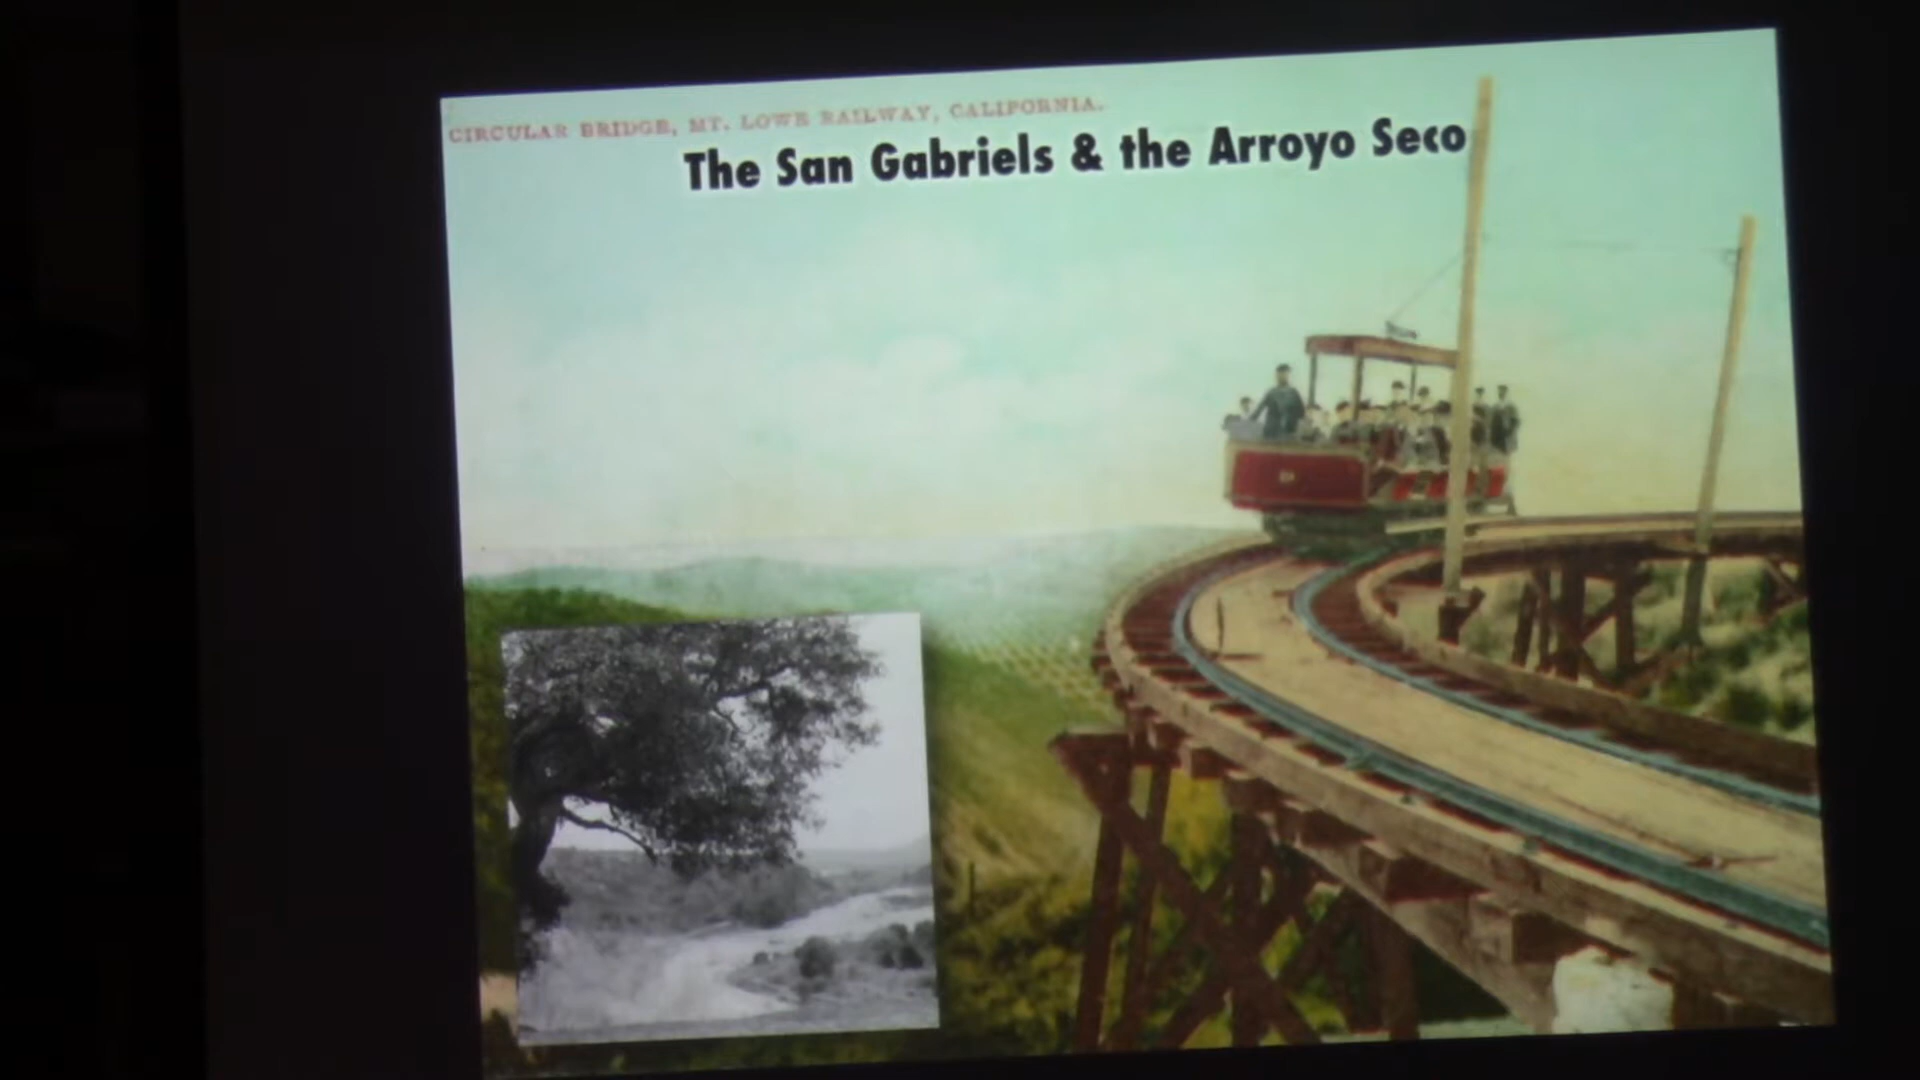 CIRCULAR BRIDGE, MT. LOWE RAILWAY, CALIFORNIA.
The San Gabriels & the Arroyo Seco